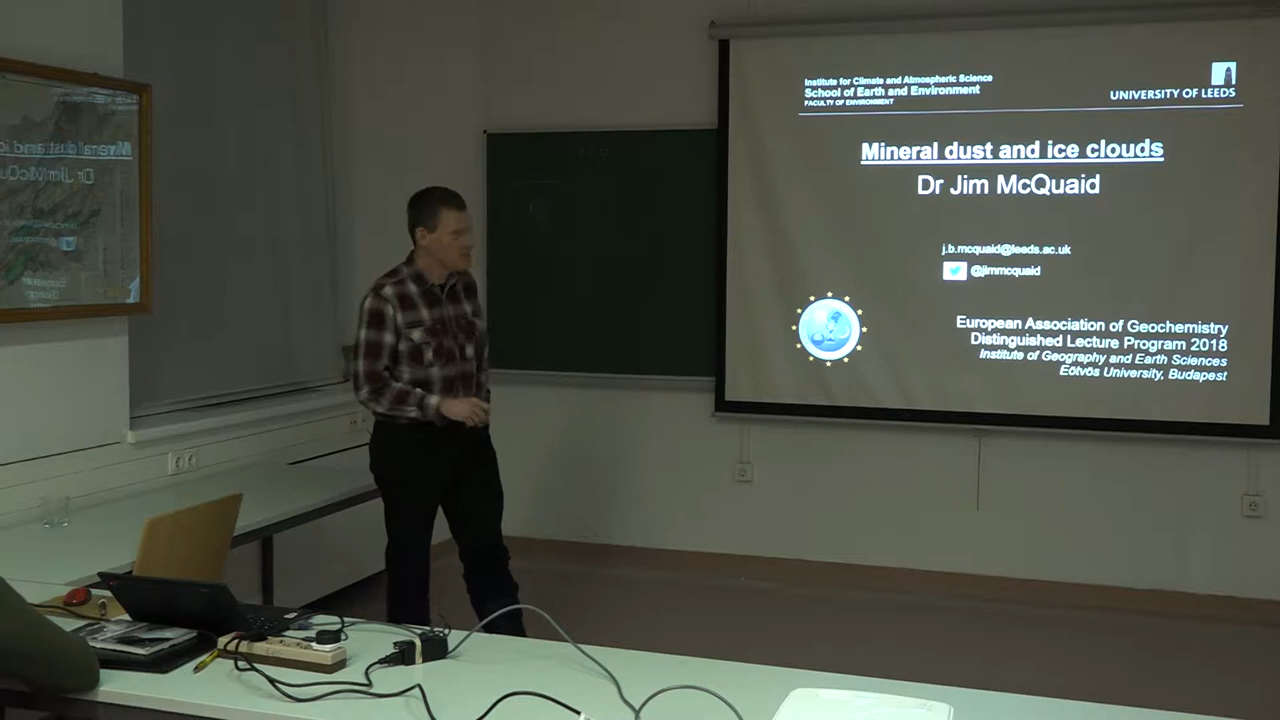 Institute for Climate and Atmospheric Science
School of Earth and Environment
FACULTY OF ENVIRONMENT
UNIVERSITY OF LEEDS
Mineral dust and ice clouds
Dr Jim McQuaid
j.b.mcquaid@leeds.ac.uk
@jimmcquaid
European Association of Geochemistry
Distinguished Lecture Program 2018
Institute of Geography and Earth Sciences
Eötvös University, Budapest